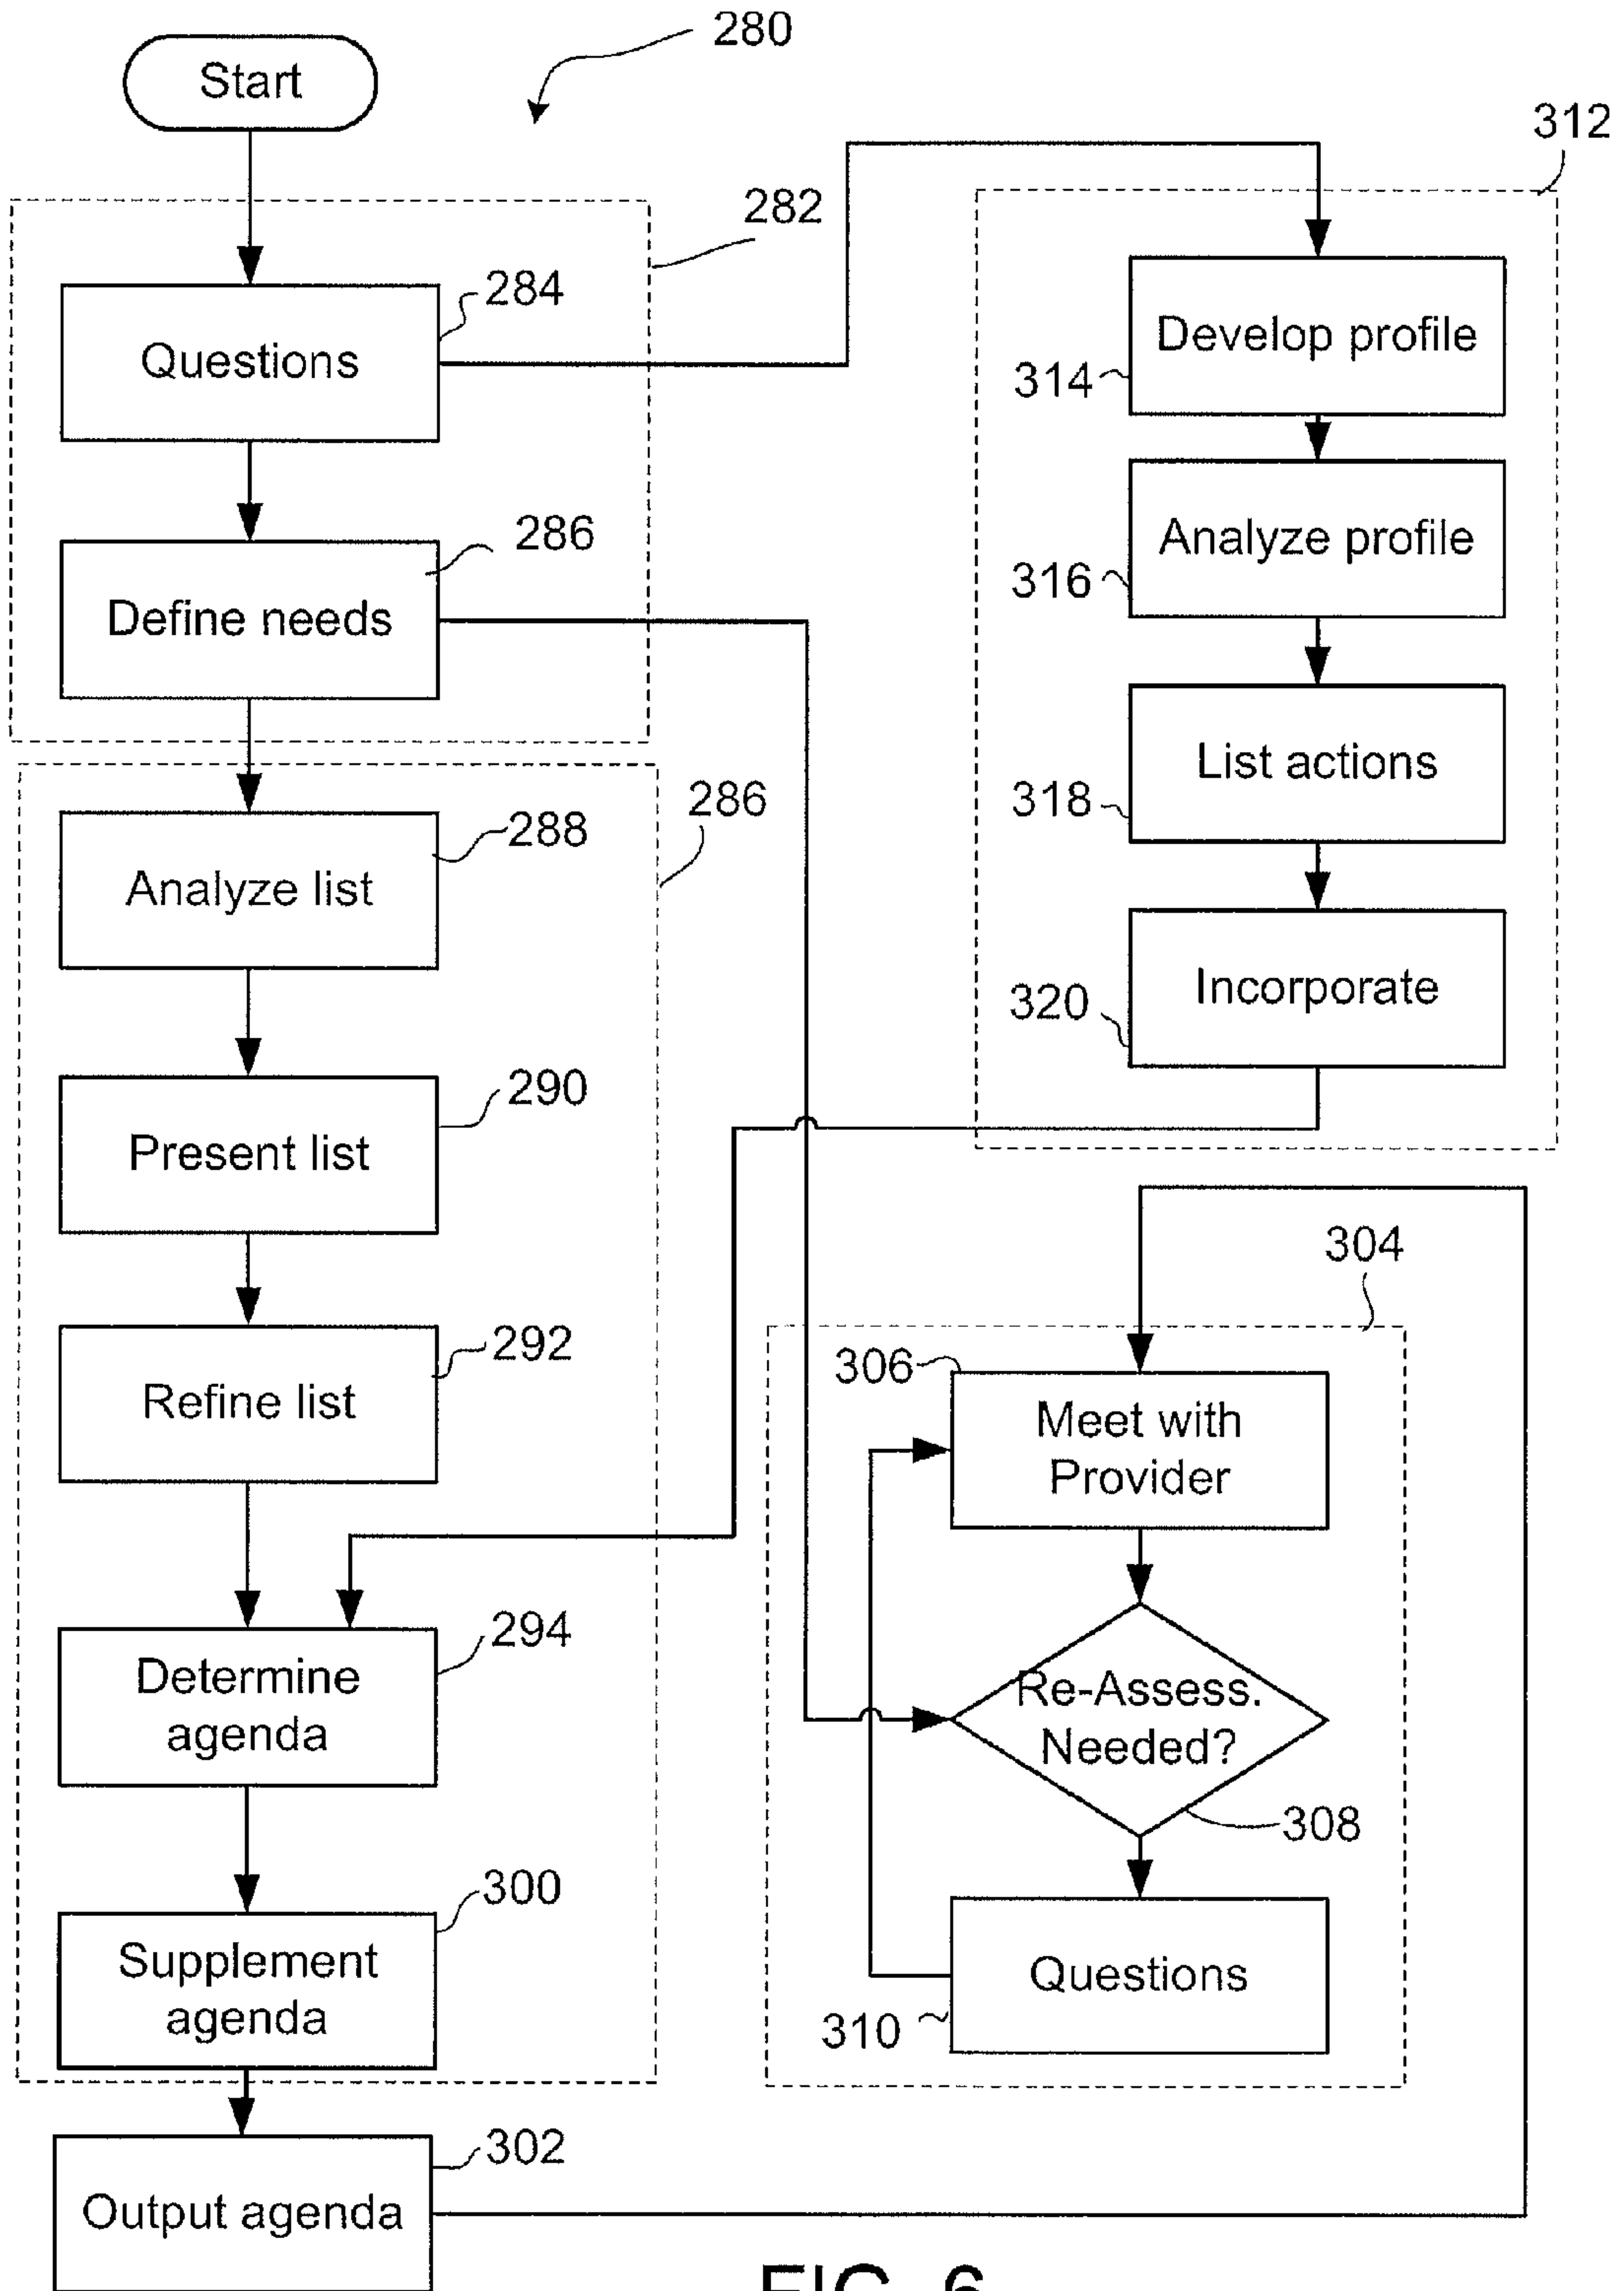 280
Start
312
282
284
Questions
Develop profile
314
286
Define needs
Analyze profile
316
286
288
Analyze list
List actions
318
290
Present list
Incorporate
320
304
292
Refine list
306
Meet with
Provider
294
Determine
agenda
Re-Assess.
Needed?
308
300
Supplement
agenda
Questions
310
302
Output agenda
FIG. 6